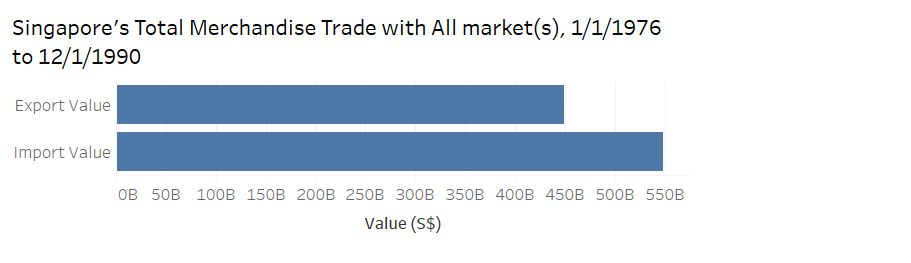 Singapore's Total Merchandise Trade with All market(s), 1/1/1976
to 12/1/1990
Export Value
Import Value
0B 50B 100B 150B 200B 250B 300B 350B 400B 450B 500B 550B
Value (S$)